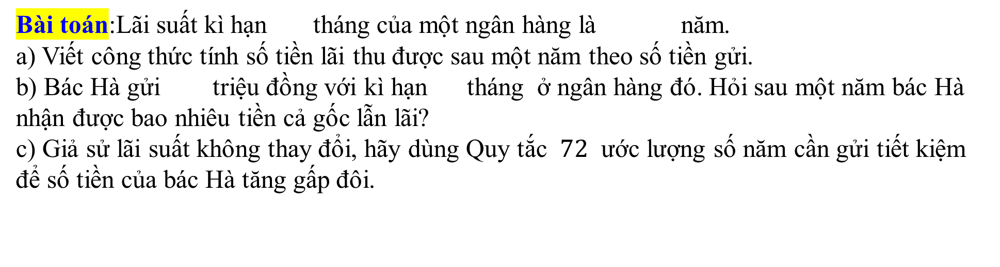 Bài toán:Lãi suất kì hạn tháng của một ngân hàng là năm.
a) Viết công thức tính số tiền lãi thu được sau một năm theo số tiền gửi.
b) Bác Hà gửi triệu đồng với kì hạn tháng ở ngân hàng đó. Hỏi sau một năm bác Hà
nhận được bao nhiêu tiền cả gốc lẫn lãi?
c) Giả sử lãi suất không thay đổi, hãy dùng Quy tắc 72 ước lượng số năm cần gửi tiết kiệm
để số tiền của bác Hà tăng gấp đôi.